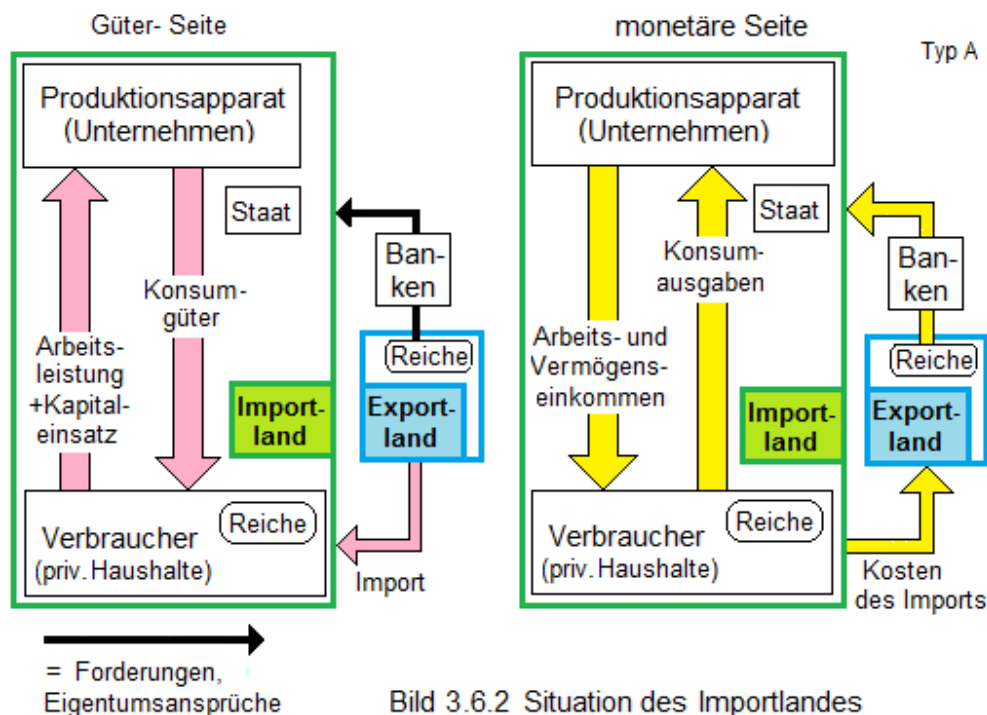 Güter- Seite
Produktionsapparat
(Unternehmen)
Staat
Ban-
ken
Konsum-
güter
Arbeits-
leistung
+Kapital-
einsatz
Reiche
Import-
land
Export-
land
Reiche
Verbraucher
(priv. Haushalte)
Import
= Forderungen,
Eigentumsansprüche
monetäre Seite
Typ A
Produktionsapparat
(Unternehmen)
Staat
Ban-
ken
Konsum-
ausgaben
Arbeits- und
Vermögens-
einkommen
Reiche
Import-
land
Export-
land
Reiche
Verbraucher
(priv. Haushalte)
Kosten
des Imports
Bild 3.6.2 Situation des Importlandes